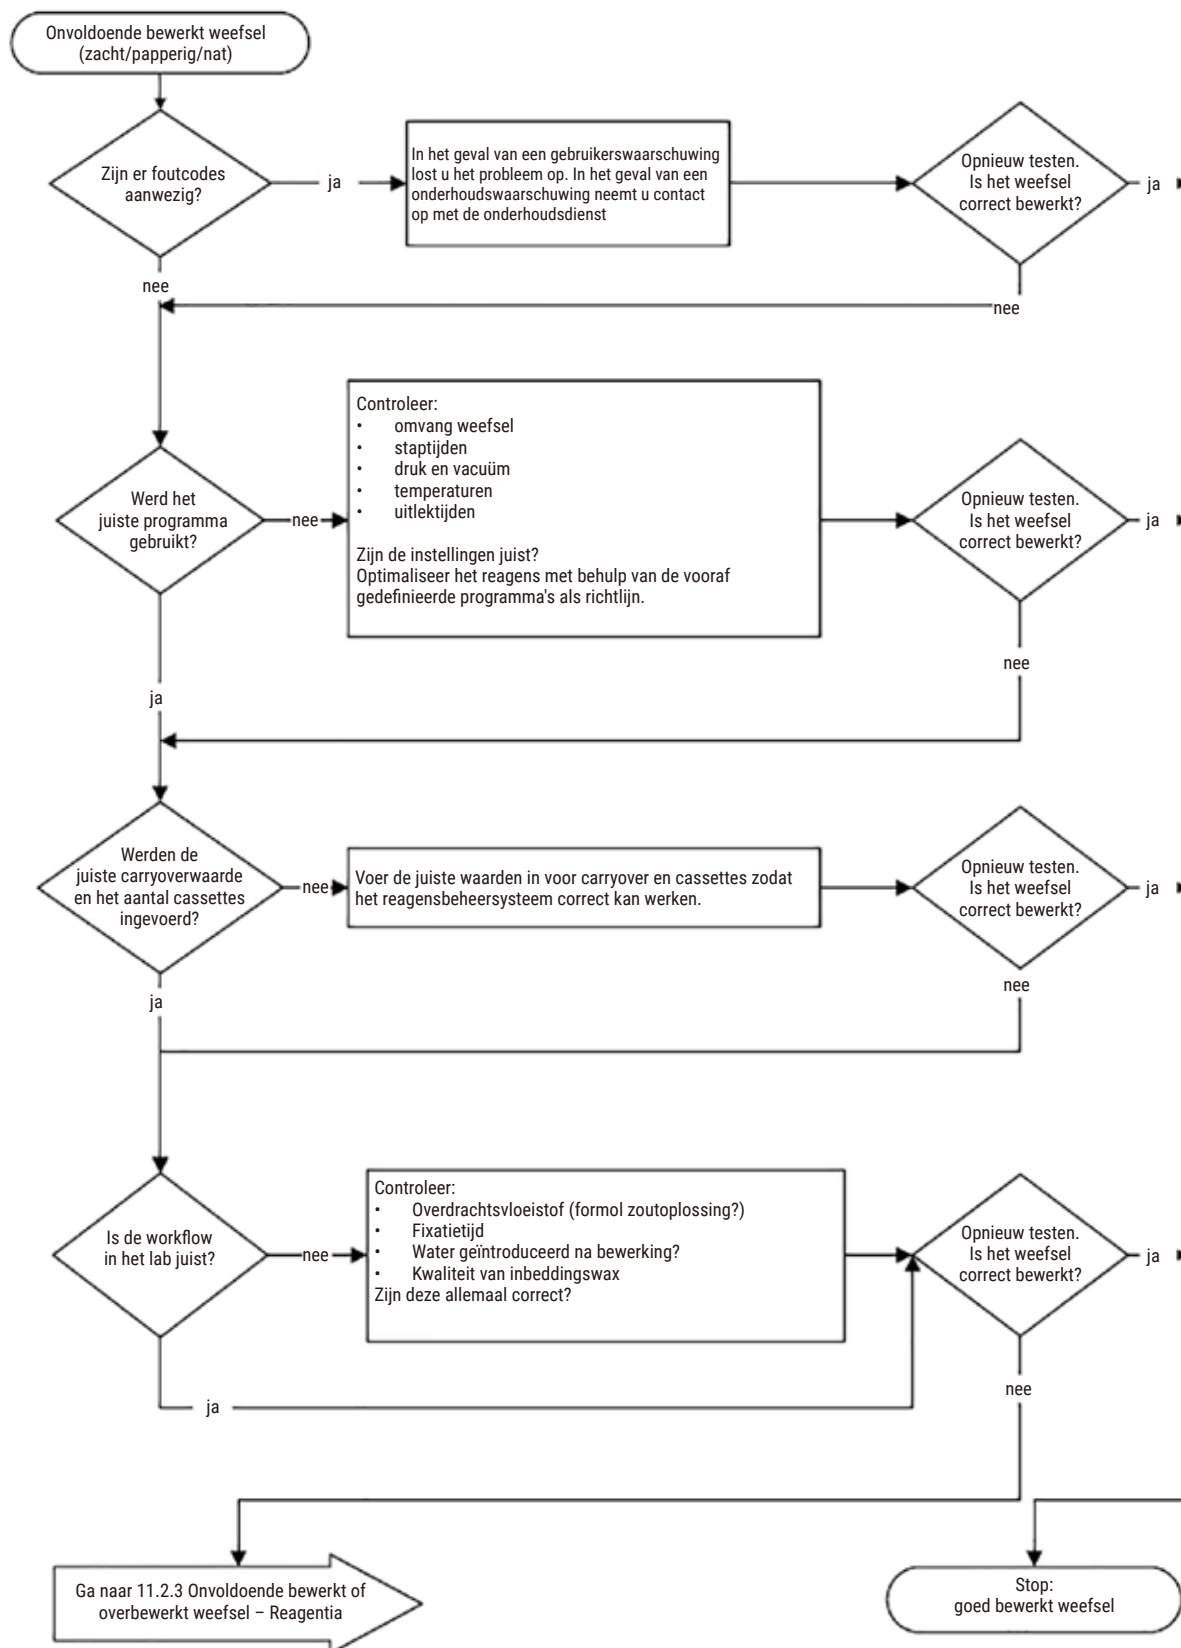 Onvoldoende bewerkt weefsel
(zacht/papperig/nat)
Zijn er foutcodes
aanwezig?
ja
In het geval van een gebruikerswaarschuwing
lost u het probleem op. In het geval van een
onderhoudswaarschuwing neemt u contact
op met de onderhoudsdienst
Opnieuw testen.
Is het weefsel
correct bewerkt?
ja
nee
nee
Werd het
juiste programma
gebruikt?
nee
Controleer:
• omvang weefsel
• staptijden
• druk en vacuüm
• temperaturen
• uitlektijden
Zijn de instellingen juist?
Optimaliseer het reagens met behulp van de vooraf
gedefinieerde programma's als richtlijn.
Opnieuw testen.
Is het weefsel
correct bewerkt?
ja
nee
ja
Werden de
juiste carryoverwaarde
en het aantal cassettes
ingevoerd?
nee
Voer de juiste waarden in voor carryover en cassettes zodat
het reagensbeheersysteem correct kan werken.
Opnieuw testen.
Is het weefsel
correct bewerkt?
ja
nee
ja
Is de workflow
in het lab juist?
nee
Controleer:
• Overdrachtsvloeistof (formol zoutoplossing?)
• Fixatietijd
• Water geïntroduceerd na bewerking?
• Kwaliteit van inbeddingswax
Zijn deze allemaal correct?
Opnieuw testen.
Is het weefsel
correct bewerkt?
ja
nee
ja
Ga naar 11.2.3 Onvoldoende bewerkt of
overbewerkt weefsel – Reagentia
Stop:
goed bewerkt weefsel